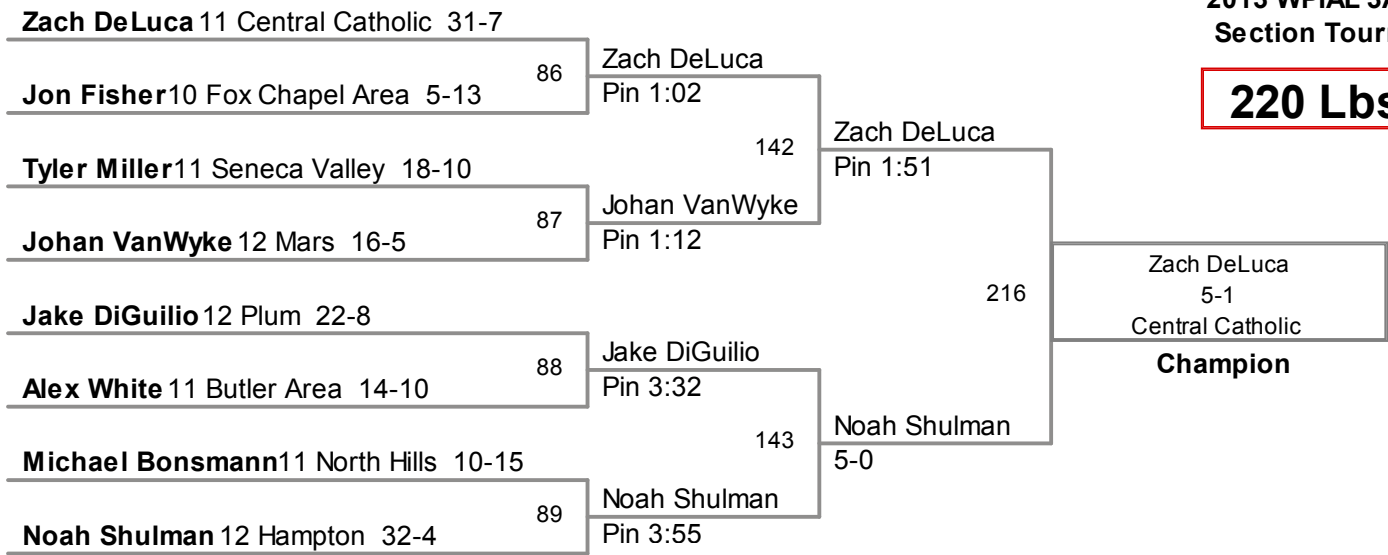 2013 WPIAL
Section
220 Lbs
Zach DeLuca 11 Central Catholic 31-7
86
Zach DeLuca
Pin 1:02
Jon Fisher 10 Fox Chapel Area 5-13
142
Zach DeLuca
Pin 1:51
Tyler Miller 11 Seneca Valley 18-10
87
Johan VanWyke
Pin 1:12
Johan VanWyke 12 Mars 16-5
216
Zach DeLuca
5-1
Central Catholic
Champion
Jake DiGuilio 12 Plum 22-8
88
Jake DiGuilio
Pin 3:32
Alex White 11 Butler Area 14-10
143
Noah Shulman
5-0
Michael Bonsmann 11 North Hills 10-15
89
Noah Shulman
Pin 3:55
Noah Shulman 12 Hampton 32-4